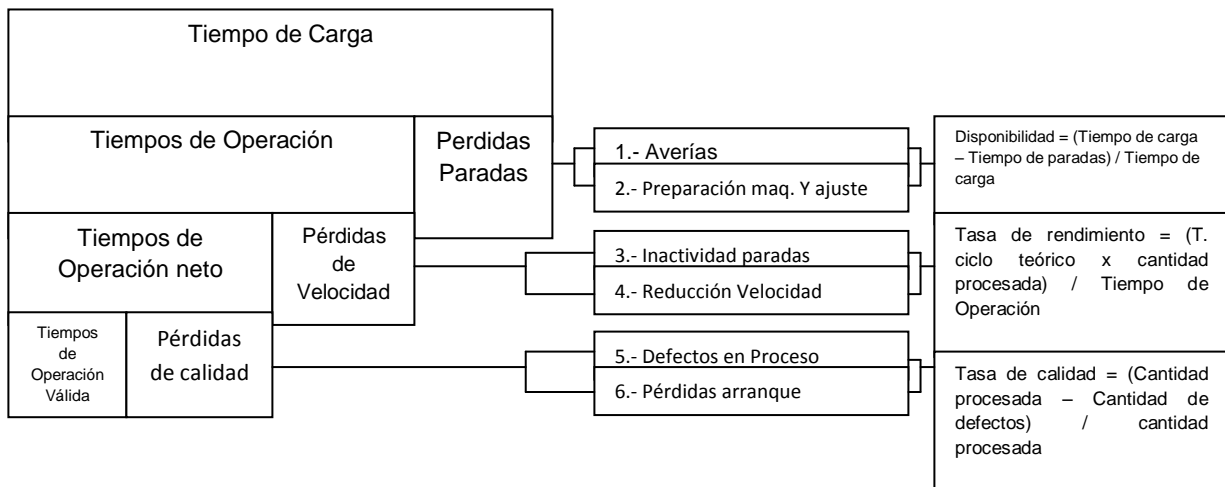 Tiempo de Carga
Tiempos de Operación
Perdidas
Paradas
1.- Averías
2.- Preparación maq. Y ajuste
Disponibilidad = (Tiempo de carga
– Tiempo de paradas) / Tiempo de
carga
Tiempos de
Operación neto
Pérdidas
de
Velocidad
3.- Inactividad paradas
4.- Reducción Velocidad
Tasa de rendimiento = (T.
ciclo teórico x cantidad
procesada) / Tiempo de
Operación
Tiempos
de
Operación
Válida
Pérdidas
de calidad
5.- Defectos en Proceso
6.- Pérdidas arranque
Tasa de calidad = (Cantidad
procesada – Cantidad de
defectos) / cantidad
procesada